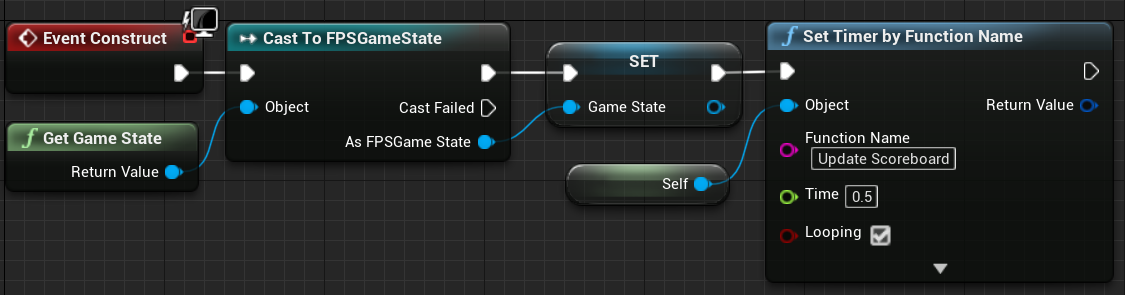 Event Construct
Get Game State
Return Value
Cast To FPSGameState
Object
Cast Failed
As FPSGame State
SET
Game State
Self
f Set Timer by Function Name
Object
Return Value
Function Name
Update Scoreboard
Time 0.5
Looping